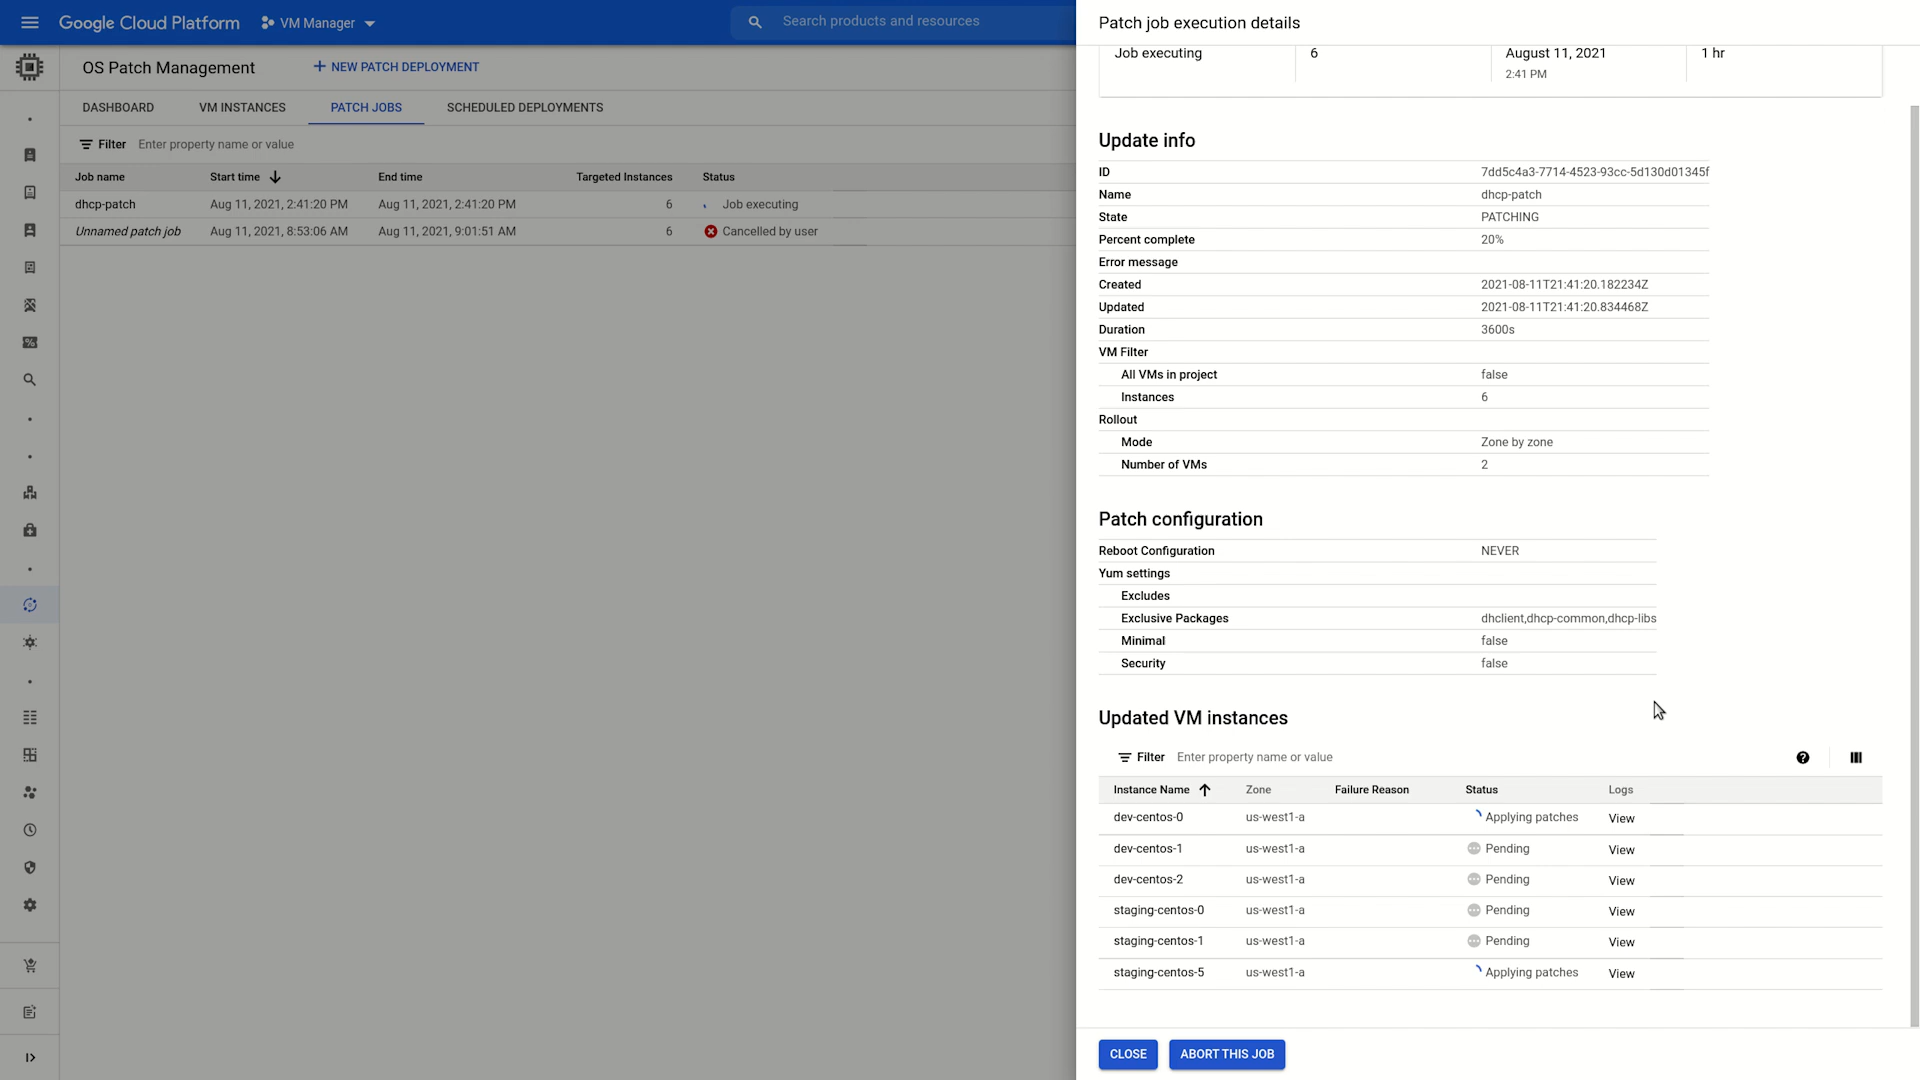 Google Cloud Platform VM Manager Search products and resources
OS Patch Management + NEW PATCH DEPLOYMENT
DASHBOARD VM INSTANCES PATCH JOBS SCHEDULED DEPLOYMENTS
Filter Enter property name or value
Job name Start time End time Targeted Instances Status
dhcp-patch Aug 11, 2021, 2:41:20 PM Aug 11, 2021, 2:41:20 PM 6 Job executing
Unnamed patch job Aug 11, 2021, 8:53:06 AM Aug 11, 2021, 9:01:51 AM 6 Cancelled by user
Patch job execution details
Job executing 6 August 11, 2021 1 hr
2:41 PM
Update info
ID 7dd5c4a3-7714-4523-93cc-5d130d01345f
Name dhcp-patch
State PATCHING
Percent complete 20%
Error message
Created 2021-08-11T21:41:20.182234Z
Updated 2021-08-11T21:41:20.834468Z
Duration 3600s
VM Filter
All VMs in project false
Instances 6
Rollout
Mode Zone by zone
Number of VMs 2
Patch configuration
Reboot Configuration NEVER
Yum settings
Excludes
Exclusive Packages dhclient,dhcp-common,dhcp-libs
Minimal false
Security false
Updated VM instances
Filter Enter property name or value
Instance Name Zone Failure Reason Status Logs
dev-centos-0 us-west1-a Applying patches View
dev-centos-1 us-west1-a Pending View
dev-centos-2 us-west1-a Pending View
staging-centos-0 us-west1-a Pending View
staging-centos-1 us-west1-a Pending View
staging-centos-5 us-west1-a Applying patches View
CLOSE ABORT THIS JOB